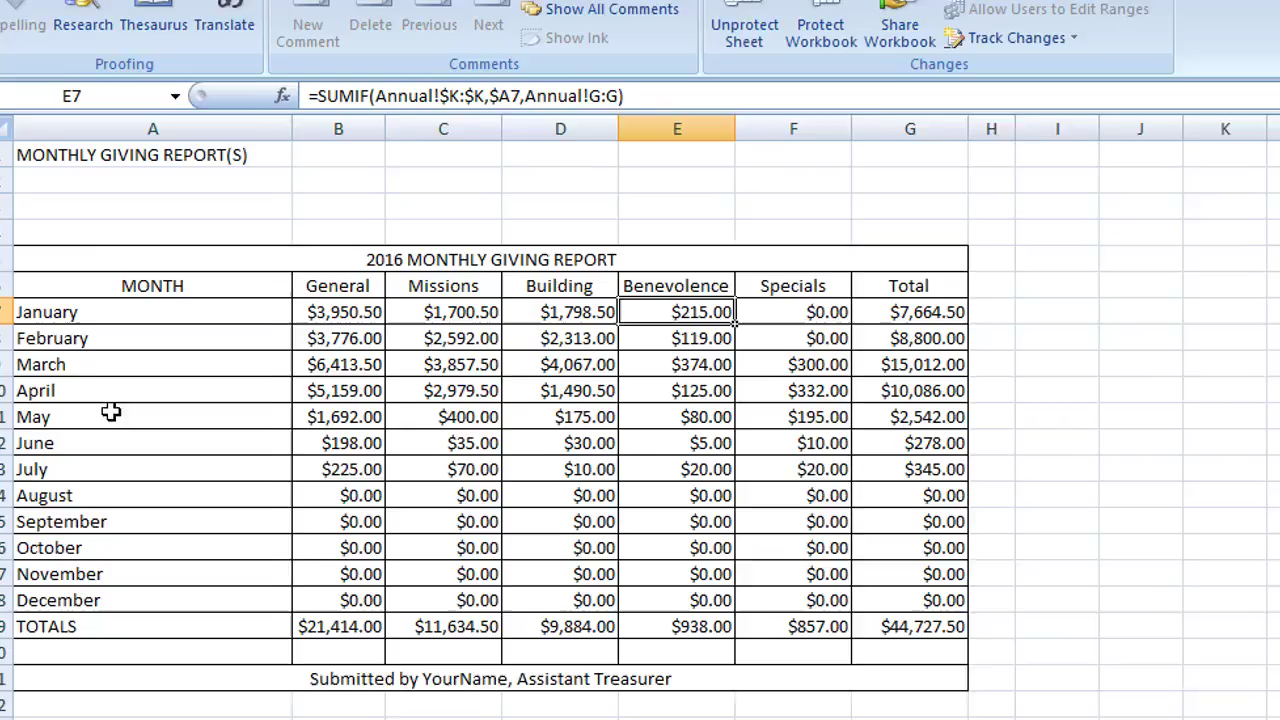 Research Thesaurus Translate New Comment Delete Previous Next Show All Comments Show Ink Unprotect Sheet Protect Workbook Share Workbook Allow Users to Edit Ranges Track Changes
Proofing Comments Changes
E7 fx =SUMIF(Annual!$K:$K,$A7,Annual!G:G)
A B C D E F G H I J K
MONTHLY GIVING REPORT(S)
2016 MONTHLY GIVING REPORT
MONTH General Missions Building Benevolence Specials Total
January $3,950.50 $1,700.50 $1,798.50 $215.00 $0.00 $7,664.50
February $3,776.00 $2,592.00 $2,313.00 $119.00 $0.00 $8,800.00
March $6,413.50 $3,857.50 $4,067.00 $374.00 $300.00 $15,012.00
April $5,159.00 $2,979.50 $1,490.50 $125.00 $332.00 $10,086.00
May $1,692.00 $400.00 $175.00 $80.00 $195.00 $2,542.00
June $198.00 $35.00 $30.00 $5.00 $10.00 $278.00
July $225.00 $70.00 $10.00 $20.00 $20.00 $345.00
August $0.00 $0.00 $0.00 $0.00 $0.00 $0.00
September $0.00 $0.00 $0.00 $0.00 $0.00 $0.00
October $0.00 $0.00 $0.00 $0.00 $0.00 $0.00
November $0.00 $0.00 $0.00 $0.00 $0.00 $0.00
December $0.00 $0.00 $0.00 $0.00 $0.00 $0.00
TOTALS $21,414.00 $11,634.50 $9,884.00 $938.00 $857.00 $44,727.50
Submitted by YourName, Assistant Treasurer